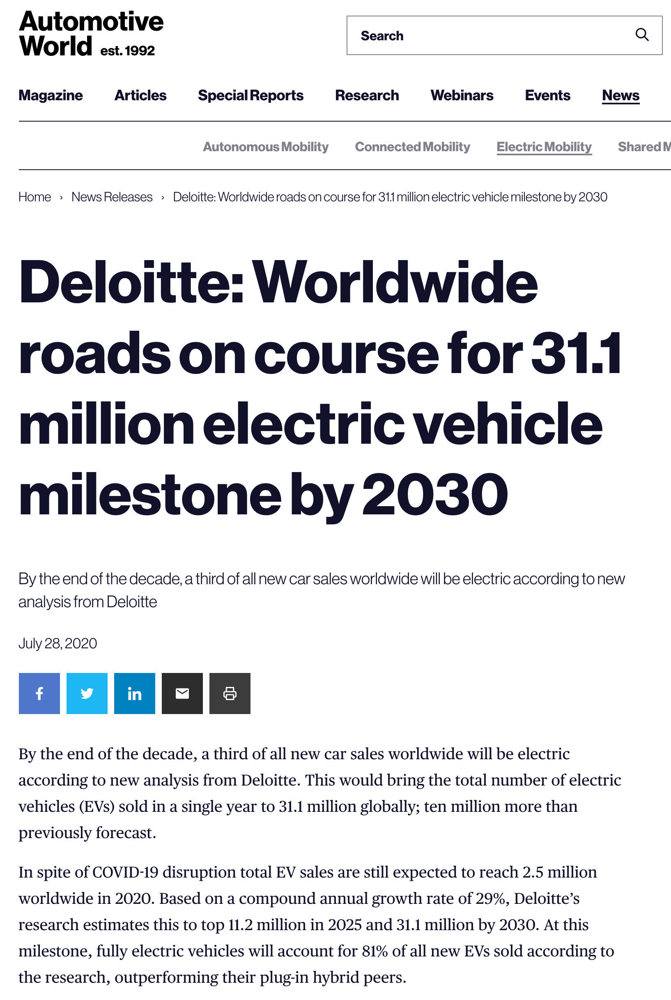 Automotive
World est. 1992
Search
Magazine Articles Special Reports Research Webinars Events News
Autonomous Mobility Connected Mobility Electric Mobility Shared M
Home › News Releases › Deloitte: Worldwide roads on course for 31.1 million electric vehicle milestone by 2030
Deloitte: Worldwide
roads on course for 31.1
million electric vehicle
milestone by 2030
By the end of the decade, a third of all new car sales worldwide will be electric according to new
analysis from Deloitte
July 28, 2020
By the end of the decade, a third of all new car sales worldwide will be electric
according to new analysis from Deloitte. This would bring the total number of electric
vehicles (EVs) sold in a single year to 31.1 million globally; ten million more than
previously forecast.
In spite of COVID-19 disruption total EV sales are still expected to reach 2.5 million
worldwide in 2020. Based on a compound annual growth rate of 29%, Deloitte’s
research estimates this to top 11.2 million in 2025 and 31.1 million by 2030. At this
milestone, fully electric vehicles will account for 81% of all new EVs sold according to
the research, outperforming their plug-in hybrid peers.